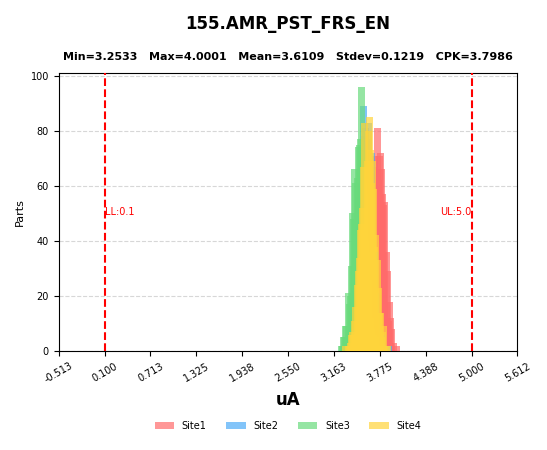 155.AMR_PST_FRS_EN
Min=3.2533 Max=4.0001 Mean=3.6109 Stdev=0.1219 CPK=3.7986
100
80
60
40
20
0
Parts
LL:0.1
UL:5.0
-0.513 0.100 0.713 1.325 1.938 2.550 3.163 3.775 4.388 5.000 5.612
uA
Site1 Site2 Site3 Site4